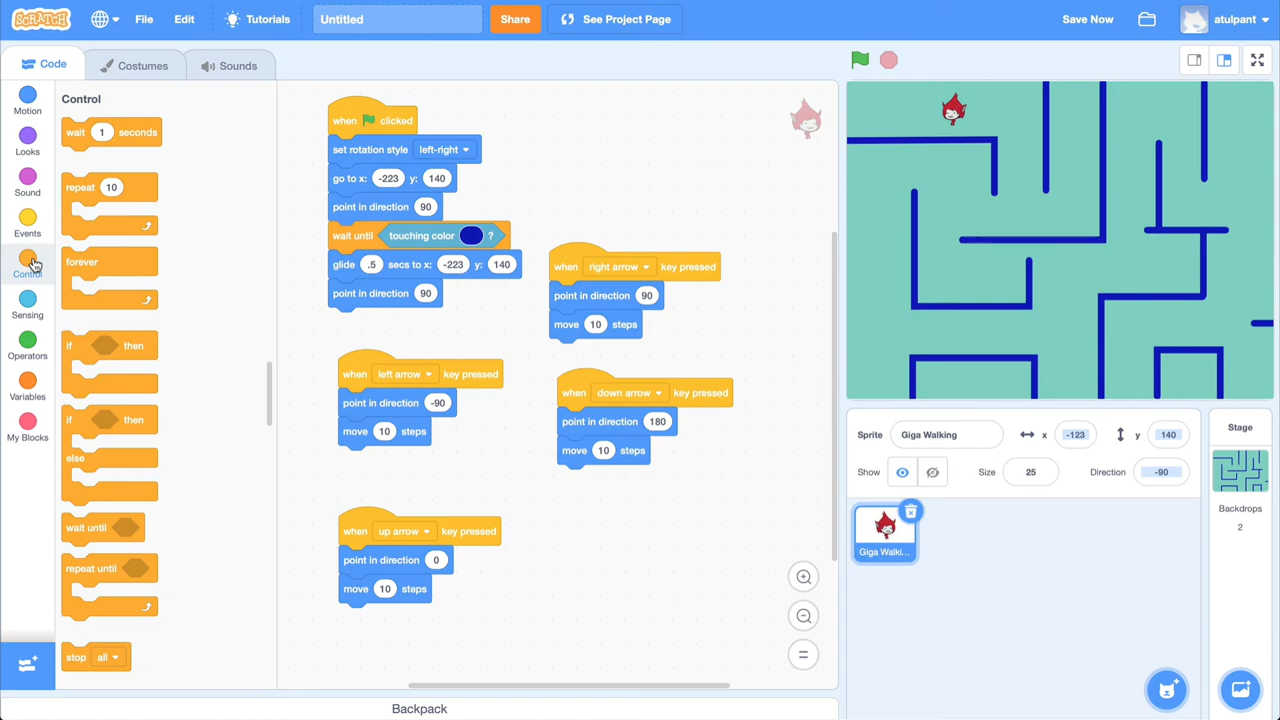 SCRATCH File Edit Tutorials Untitled Share See Project Page Save Now atulpant
Code Costumes Sounds
Motion
Looks
Sound
Events
Control
Sensing
Operators
Variables
My Blocks
Control
wait 1 seconds
repeat 10
forever
if then
if then
else
wait until
repeat until
stop all
when clicked
set rotation style left-right
go to x: -223 y: 140
point in direction 90
wait until touching color ?
glide .5 secs to x: -223 y: 140
point in direction 90
when right arrow key pressed
point in direction 90
move 10 steps
when left arrow key pressed
point in direction -90
move 10 steps
when down arrow key pressed
point in direction 180
move 10 steps
when up arrow key pressed
point in direction 0
move 10 steps
Backpack
Sprite Giga Walking x -123 y 140
Show Size 25 Direction -90
Giga Walki...
Stage
Backdrops
2